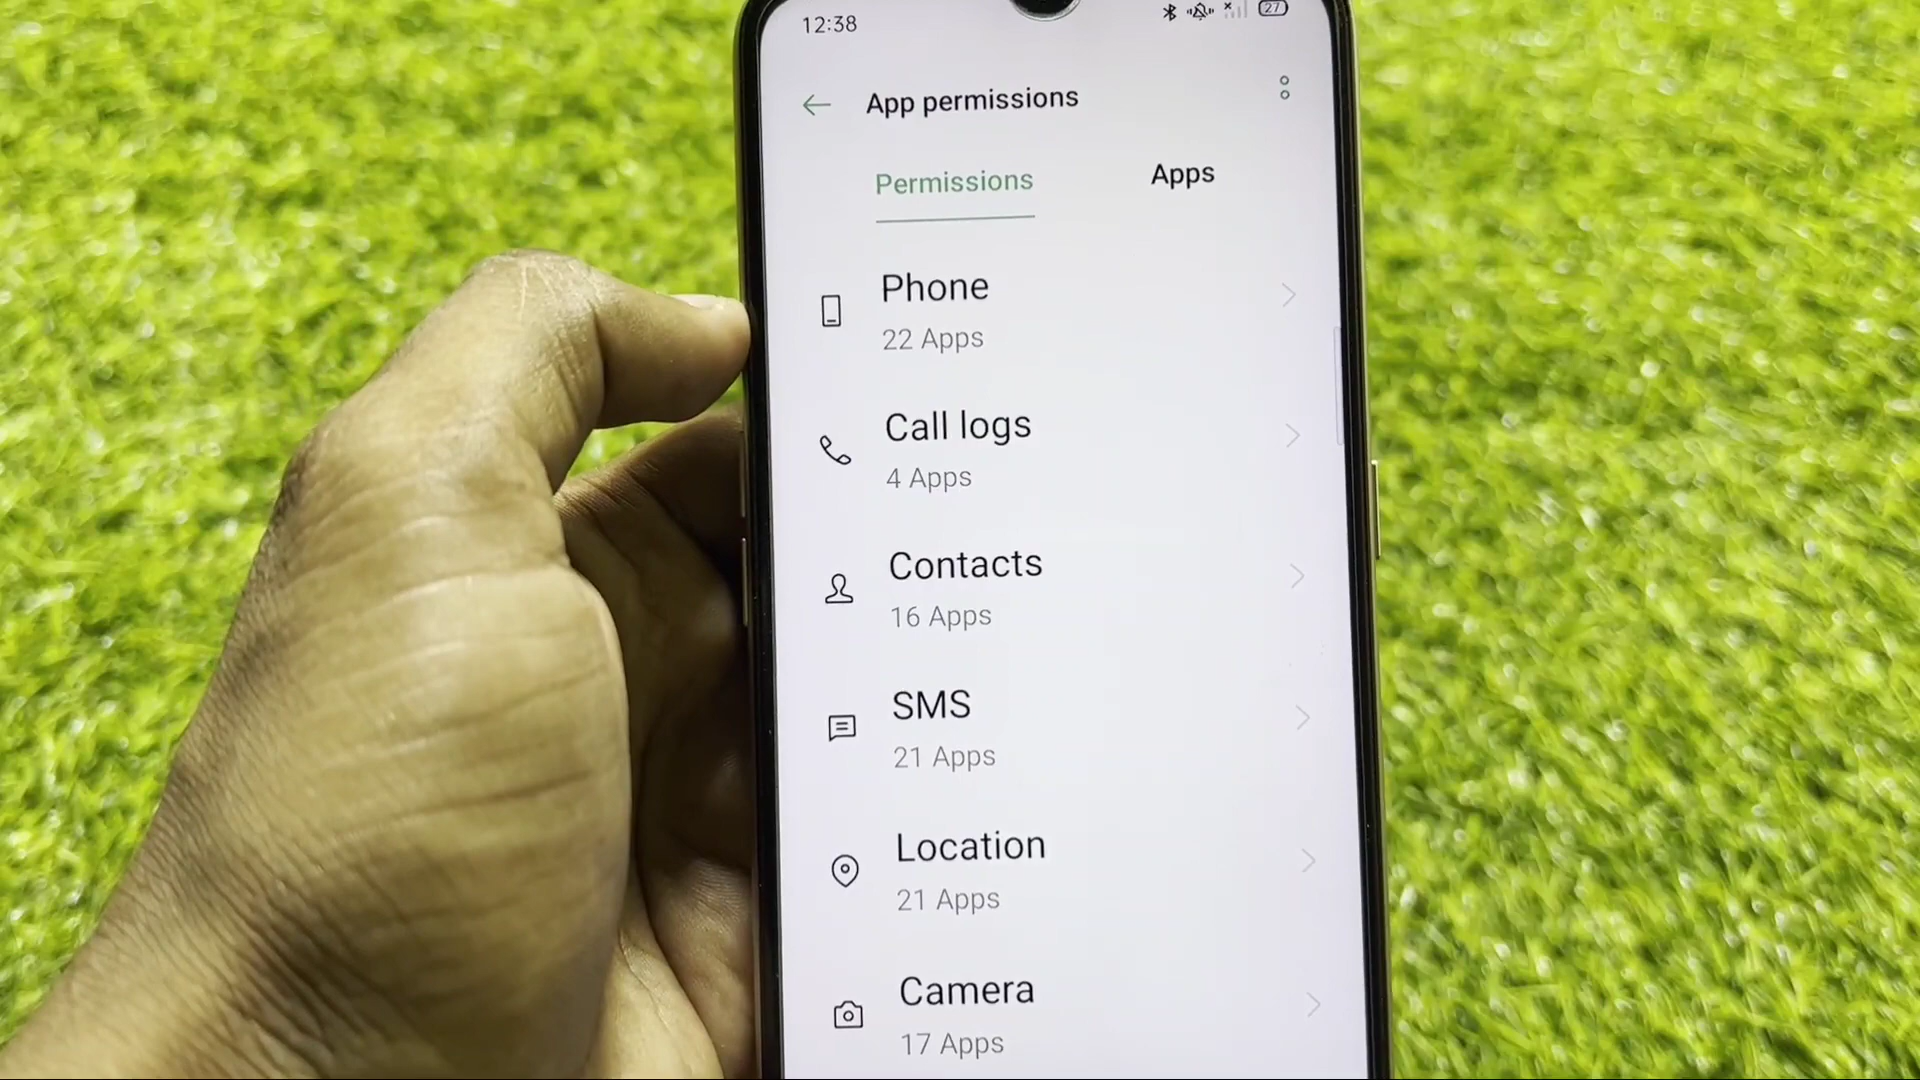 12:38
27
App permissions
Permissions
Apps
Phone
22 Apps
Call logs
4 Apps
Contacts
16 Apps
SMS
21 Apps
Location
21 Apps
Camera
17 Apps